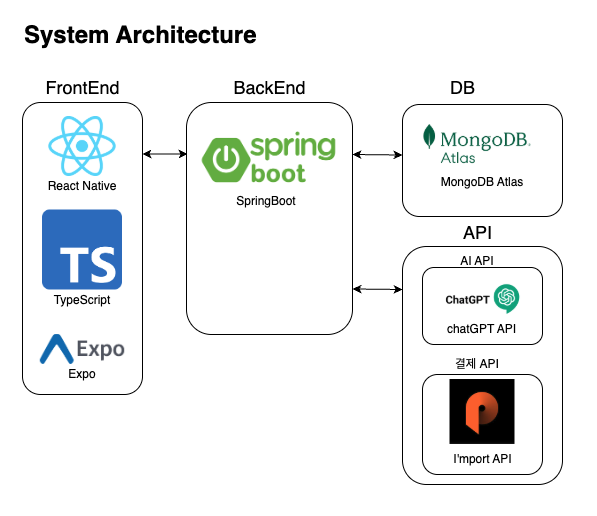 System Architecture
FrontEnd
React Native
TS
TypeScript
Expo
Expo
BackEnd
spring
boot
SpringBoot
DB
MongoDB.
Atlas
MongoDB Atlas
API
AI API
ChatGPT
chatGPT API
결제 API
I'mport API